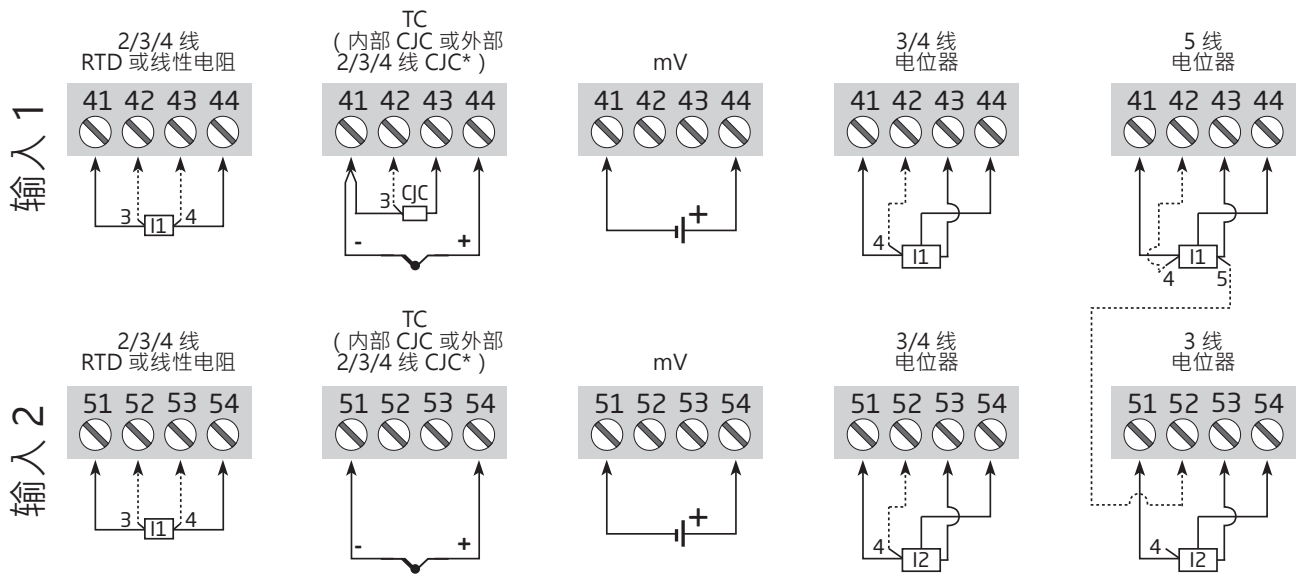 输入 1
2/3/4 线
RTD 或线性电阻
41 42 43 44
3 I1 4
TC
( 内部 CJC 或外部
2/3/4 线 CJC* )
41 42 43 44
3 CJC
- +
mV
41 42 43 44
+
3/4 线
电位器
41 42 43 44
4 I1
5 线
电位器
41 42 43 44
4 I1 5
输入 2
2/3/4 线
RTD 或线性电阻
51 52 53 54
3 I1 4
TC
( 内部 CJC 或外部
2/3/4 线 CJC* )
51 52 53 54
- +
mV
51 52 53 54
+
3/4 线
电位器
51 52 53 54
4 I2
3 线
电位器
51 52 53 54
4 I2